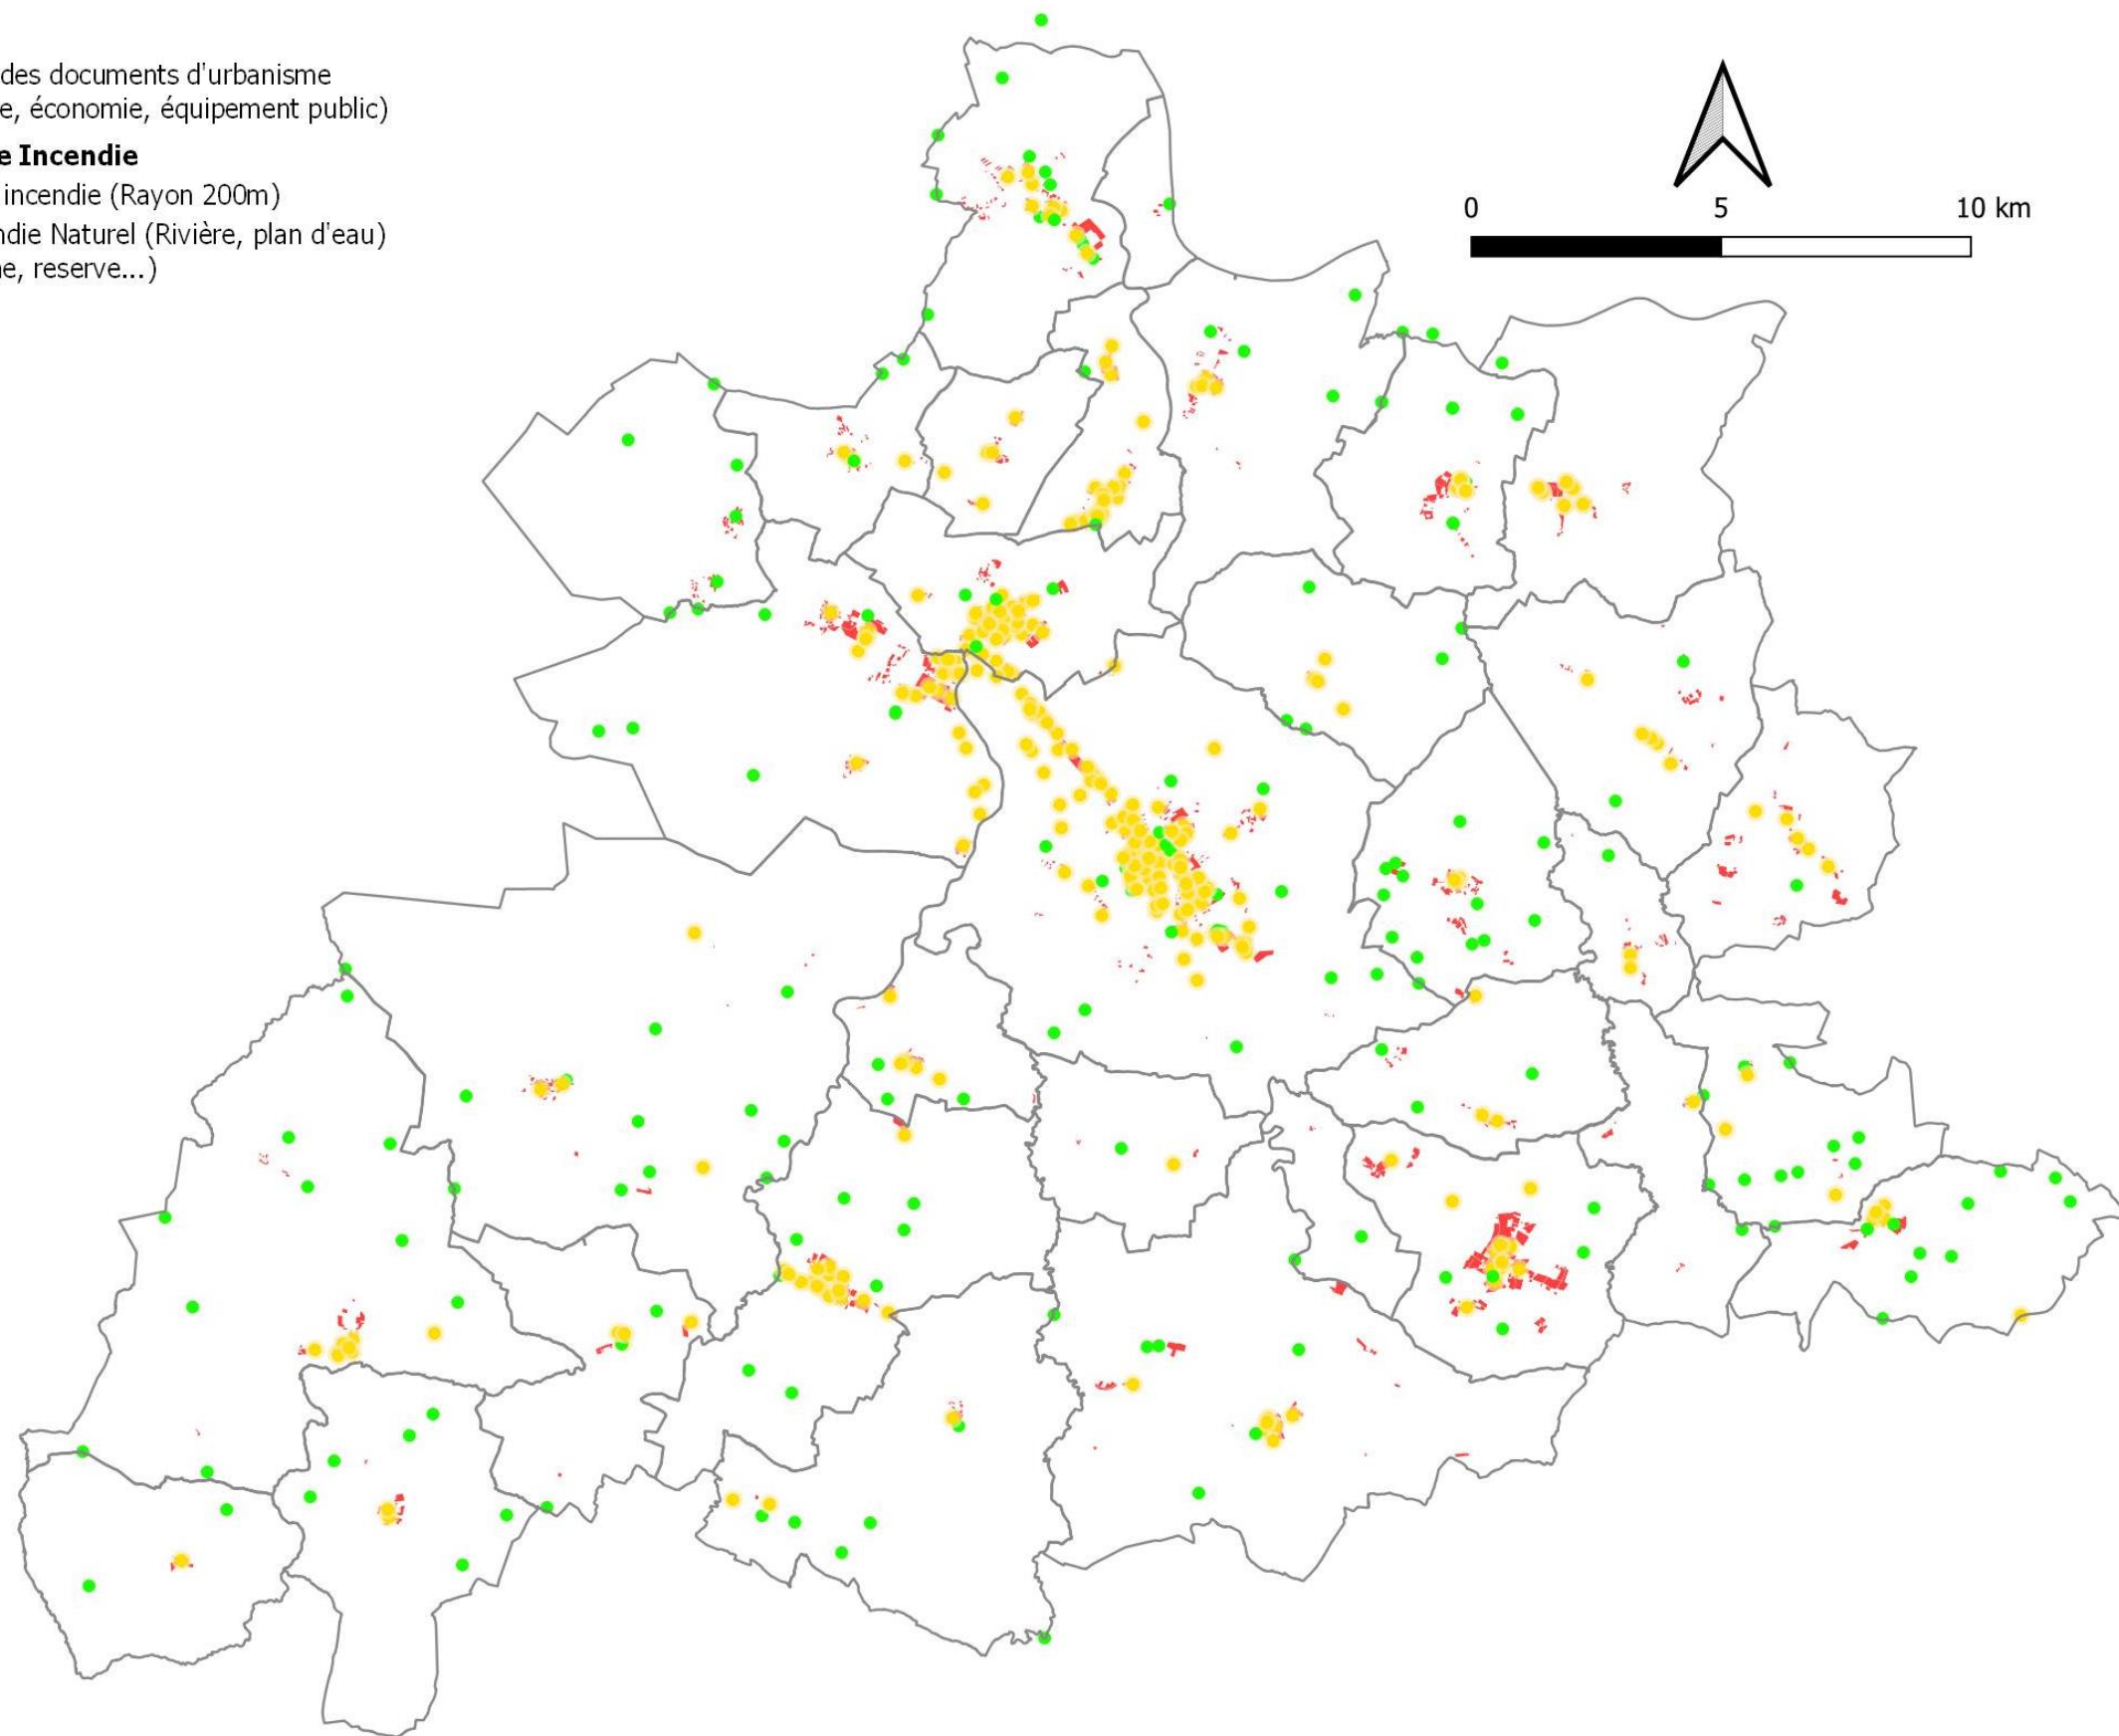 des documents d'urbanisme
e, économie, équipement public)
e Incendie
incendie (Rayon 200m)
ndie Naturel (Rivière, plan d'eau)
ne, reserve...)
0 5 10 km